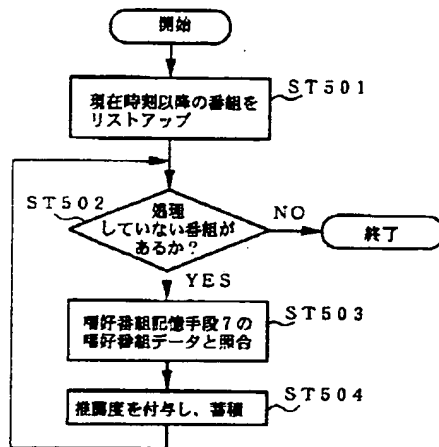 開始
ST501
現在時刻以降の番組を
リストアップ
ST502
処理
していない番組が
あるか？
NO
終了
YES
ST503
嗜好番組記憶手段7の
嗜好番組データと照合
ST504
推薦度を付与し、蓄積